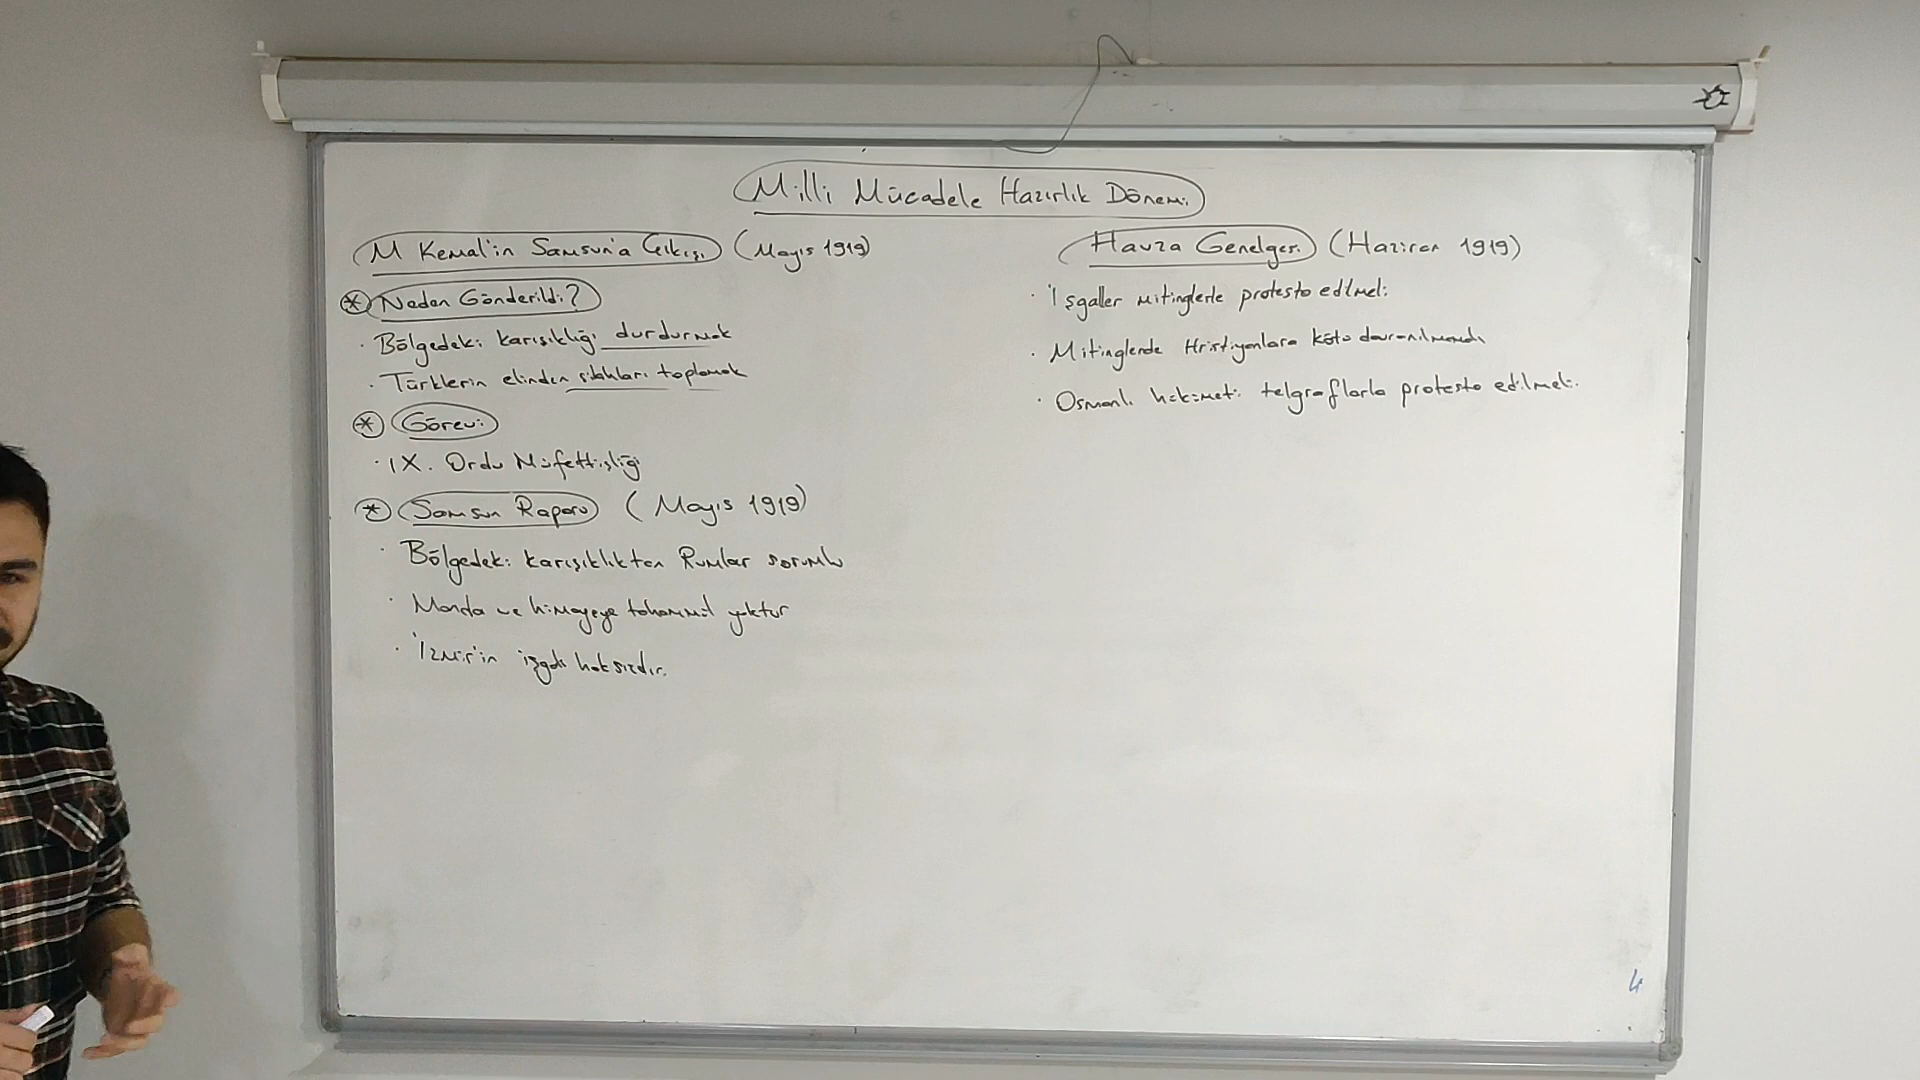 Milli Mücadele Hazırlık Dönemi
M Kemal'in Samsun'a Çıkışı (Mayıs 1919)
* Neden Gönderildi?
· Bölgedeki karışıklığı durdurmak
· Türklerin elinden silahları toplamak
* Görevi
· IX. Ordu Müfettişliği
* Samsun Raporu (Mayıs 1919)
· Bölgedeki karışıklıktan Rumlar sorumlu
· Manda ve himayeye tahammül yoktur
· İzmir'in işgali haksızdır.
Havza Genelgesi (Haziran 1919)
· İşgaller mitinglerle protesto edilmeli
· Mitinglerde Hristiyanlara kötü davranılmamalı
· Osmanlı hükümeti telgraflarla protesto edilmeli.